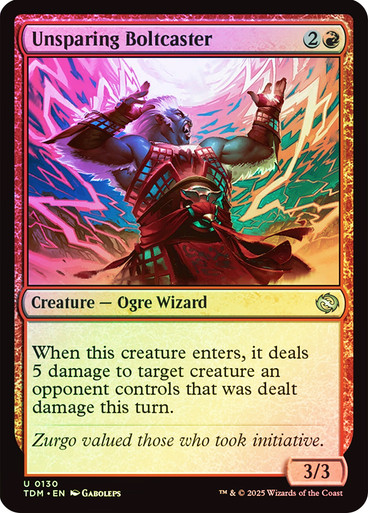 Unsparing Boltcaster 2
Creature — Ogre Wizard
When this creature enters, it deals
5 damage to target creature an
opponent controls that was dealt
damage this turn.
Zurgo valued those who took initiative.
3/3
U 0130
TDM • EN Gaboleps
™ & © 2025 Wizards of the Coast